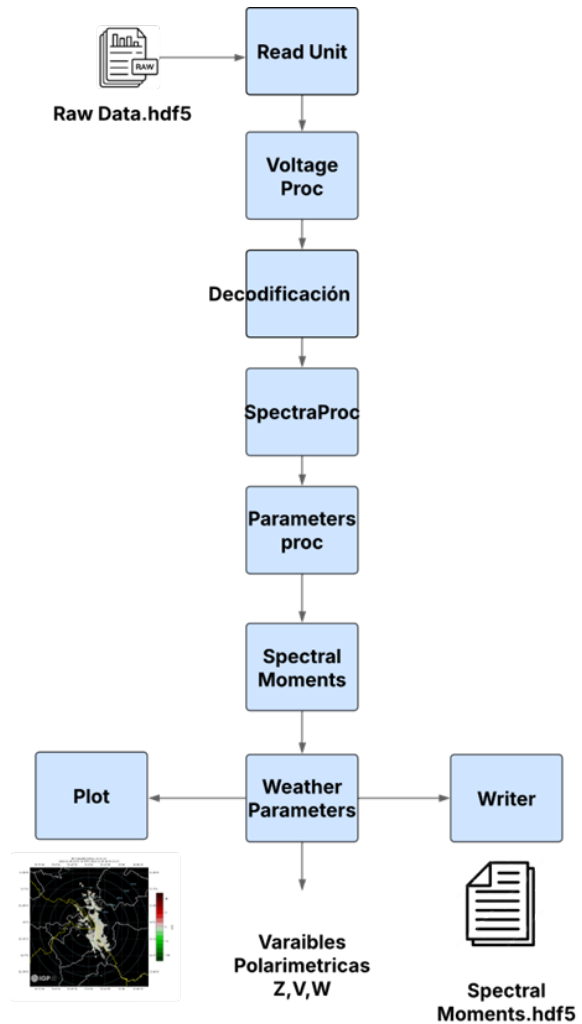 RAW
Read Unit
Raw Data.hdf5
Voltage
Proc
Decodificación
SpectraProc
Parameters
proc
Spectral
Moments
Plot
Weather
Parameters
Writer
IGP
Varaibles
Polarimetricas
Z,V,W
Spectral
Moments.hdf5